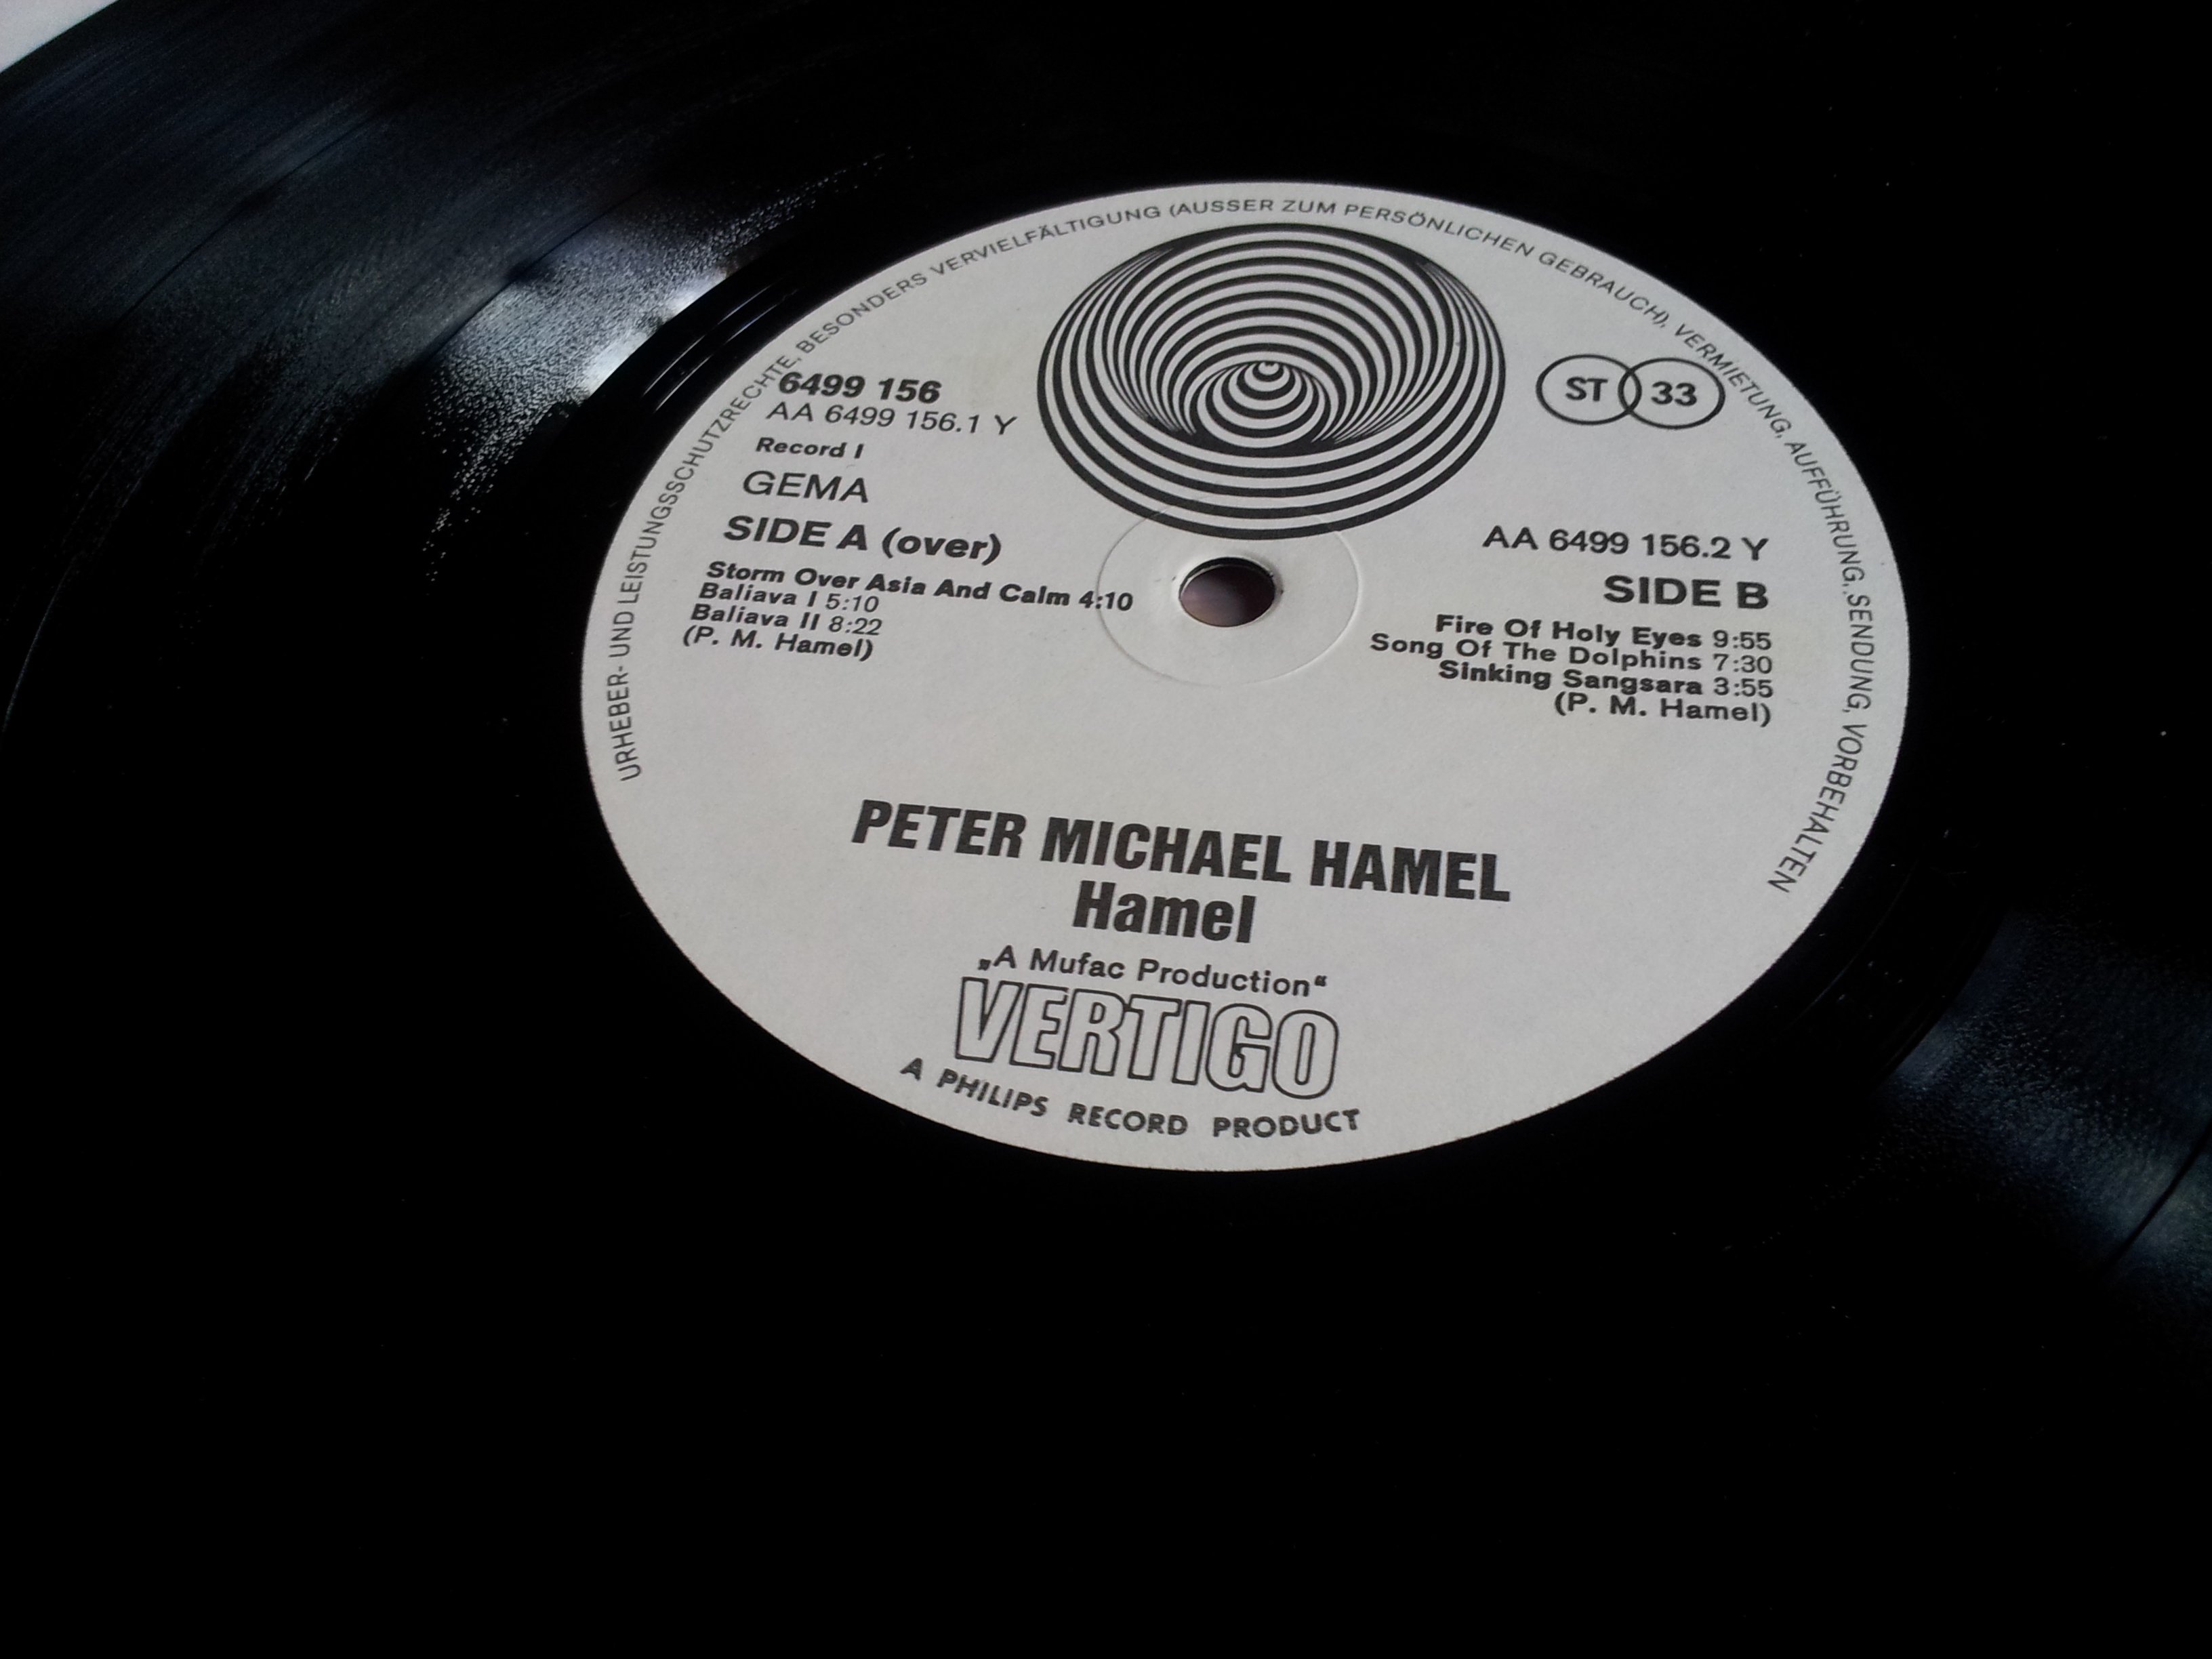 URHEBER- UND LEISTUNGSSCHUTZRECHTE, BESONDERS VERVIELFÄLTIGUNG (AUSSER ZUM PERSÖNLICHEN GEBRAUCH), VERMIETUNG, AUFFÜHRUNG, SENDUNG, VORBEHALTEN
6499 156
AA 6499 156.1 Y
Record I
GEMA
SIDE A (over)
Storm Over Asia And Calm 4:10
Baliava I 5:10
Baliava II 8:22
(P. M. Hamel)
ST 33
AA 6499 156.2 Y
SIDE B
Fire Of Holy Eyes 9:55
Song Of The Dolphins 7:30
Sinking Sangsara 3:55
(P. M. Hamel)
PETER MICHAEL HAMEL
Hamel
„A Mufac Production“
VERTIGO
A PHILIPS RECORD PRODUCT